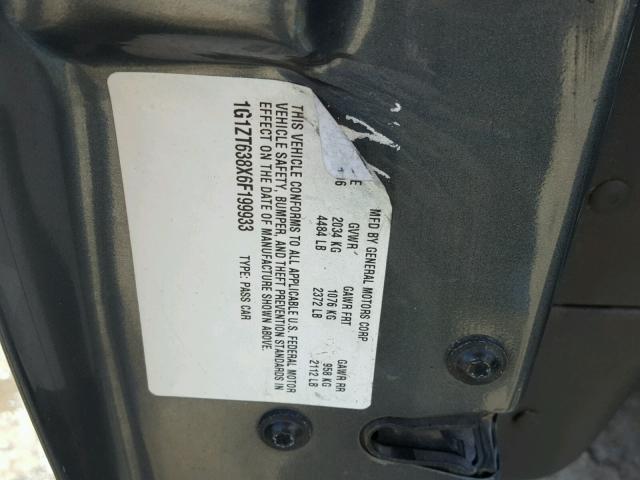 MFD BY GENERAL MOTORS CORP
E GVWR GAWR FRT GAWR RR
06 2034 KG 1076 KG 958 KG
4484 LB 2372 LB 2112 LB
THIS VEHICLE CONFORMS TO ALL APPLICABLE U.S. FEDERAL MOTOR
VEHICLE SAFETY, BUMPER, AND THEFT PREVENTION STANDARDS IN
EFFECT ON THE DATE OF MANUFACTURE SHOWN ABOVE.
1G1ZT638X6F199933 TYPE: PASS CAR